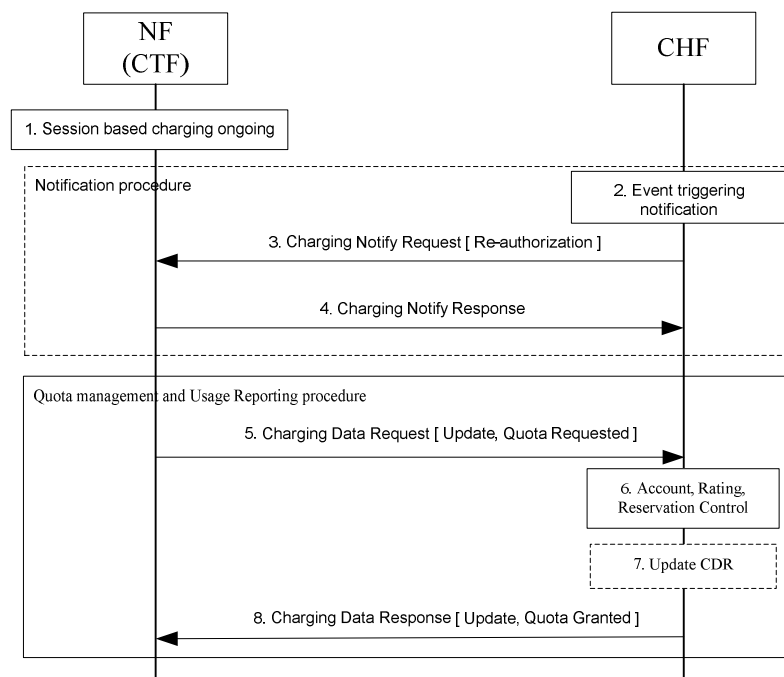 NF
(CTF)
CHF
1. Session based charging ongoing
Notification procedure
2. Event triggering
notification
3. Charging Notify Request [ Re-authorization ]
4. Charging Notify Response
Quota management and Usage Reporting procedure
5. Charging Data Request [ Update, Quota Requested ]
6. Account, Rating,
Reservation Control
7. Update CDR
8. Charging Data Response [ Update, Quota Granted ]